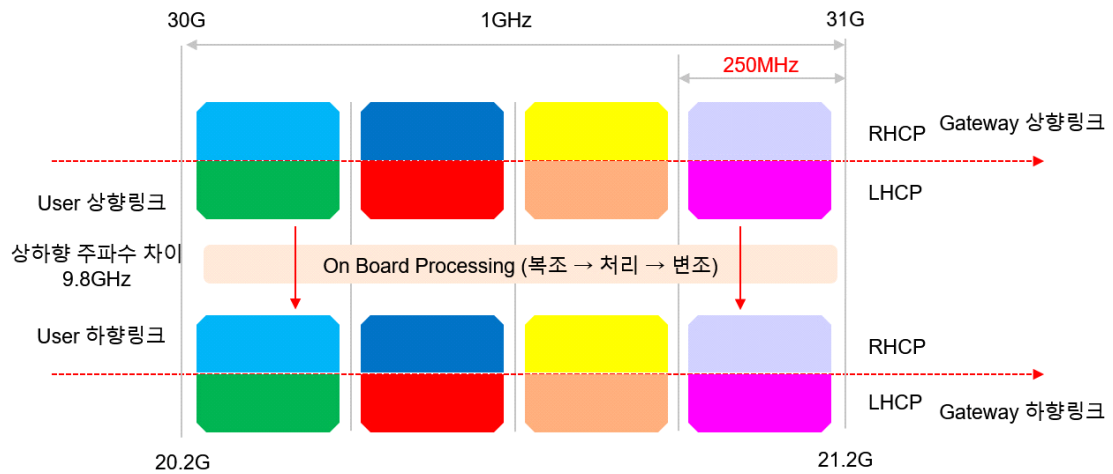 30G
1GHz
31G
250MHz
RHCP
Gateway 상향링크
User 상향링크
LHCP
상하향 주파수 차이
9.8GHz
On Board Processing (복조 → 처리 → 변조)
User 하향링크
RHCP
LHCP
Gateway 하향링크
20.2G
21.2G